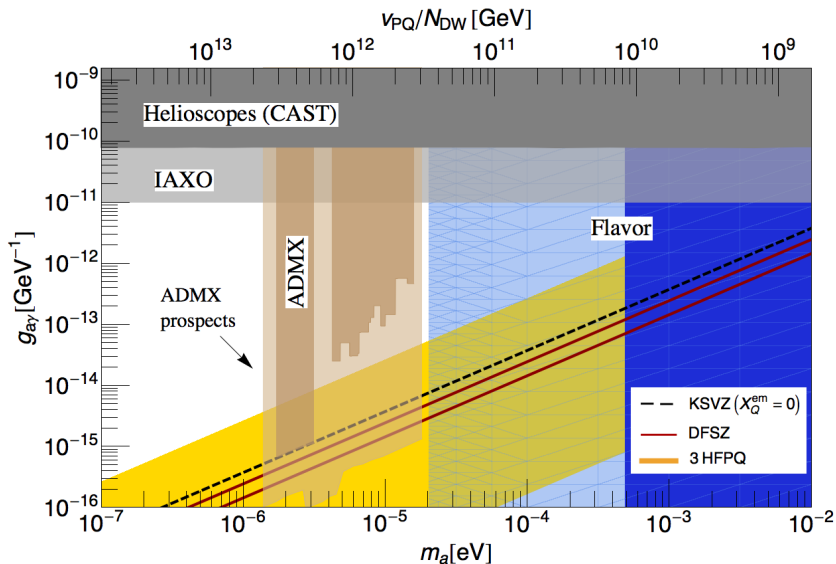 v_PQ/N_DW [GeV]
10^13 10^12 10^11 10^10 10^9
10^-9
Helioscopes (CAST)
10^-10
IAXO
10^-11
Flavor
10^-12
ADMX
ADMX
prospects
10^-13
10^-14
10^-15
10^-16
g_aγ [GeV^-1]
KSVZ (X_Q^em = 0)
DFSZ
3 HFPQ
10^-7 10^-6 10^-5 10^-4 10^-3 10^-2
m_a [eV]